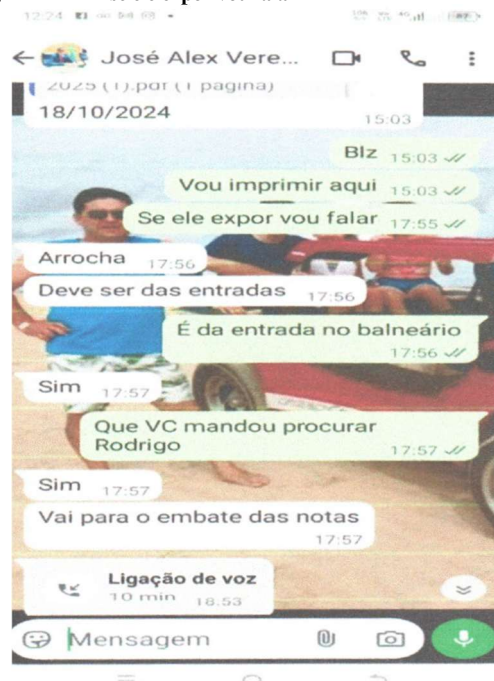 12:24
José Alex Vere...
2025 (1).pdf (1 página)
18/10/2024
15:03
Blz 15:03
Vou imprimir aqui 15:03
Se ele expor vou falar 17:55
Arrocha 17:56
Deve ser das entradas 17:56
É da entrada no balneário
17:56
Sim 17:57
Que VC mandou procurar
Rodrigo 17:57
Sim 17:57
Vai para o embate das notas
17:57
Ligação de voz
10 min 18:53
Mensagem